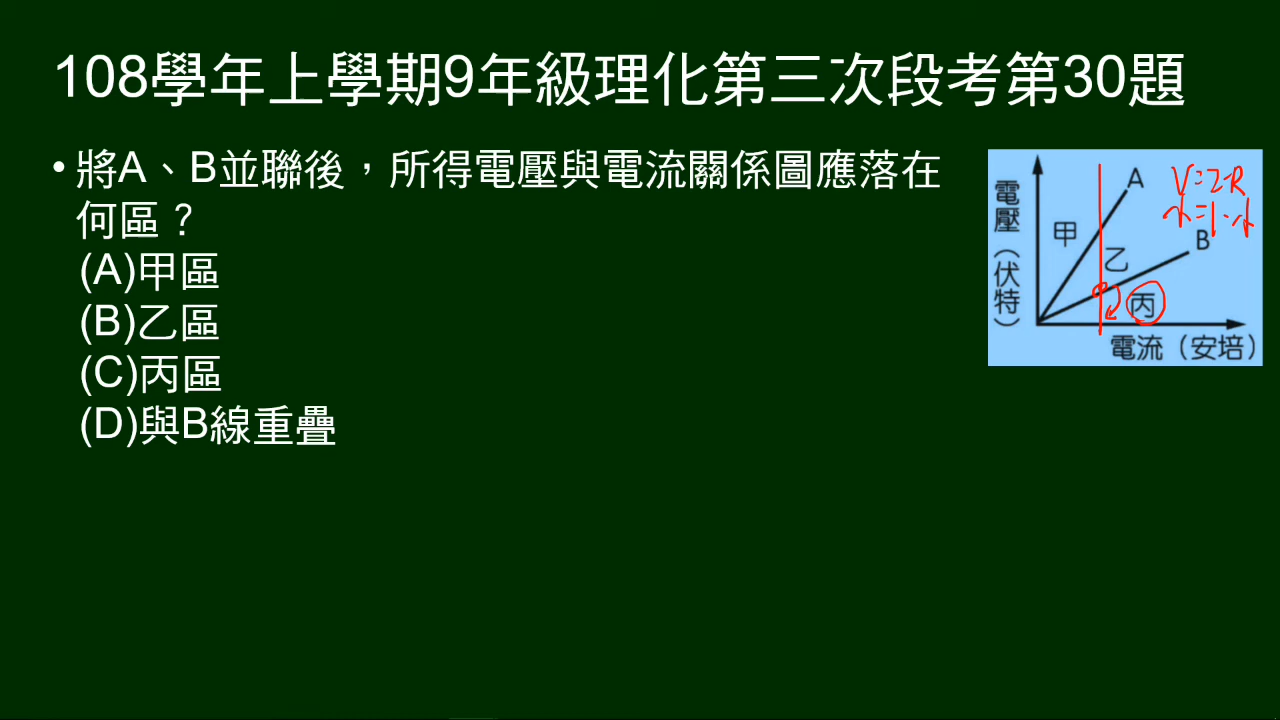 108學年上學期9年級理化第三次段考第30題
• 將A、B並聯後，所得電壓與電流關係圖應落在
何區？
(A)甲區
(B)乙區
(C)丙區
(D)與B線重疊
電壓（伏特）
甲
A
乙
B
丙
電流（安培）
V=I·R